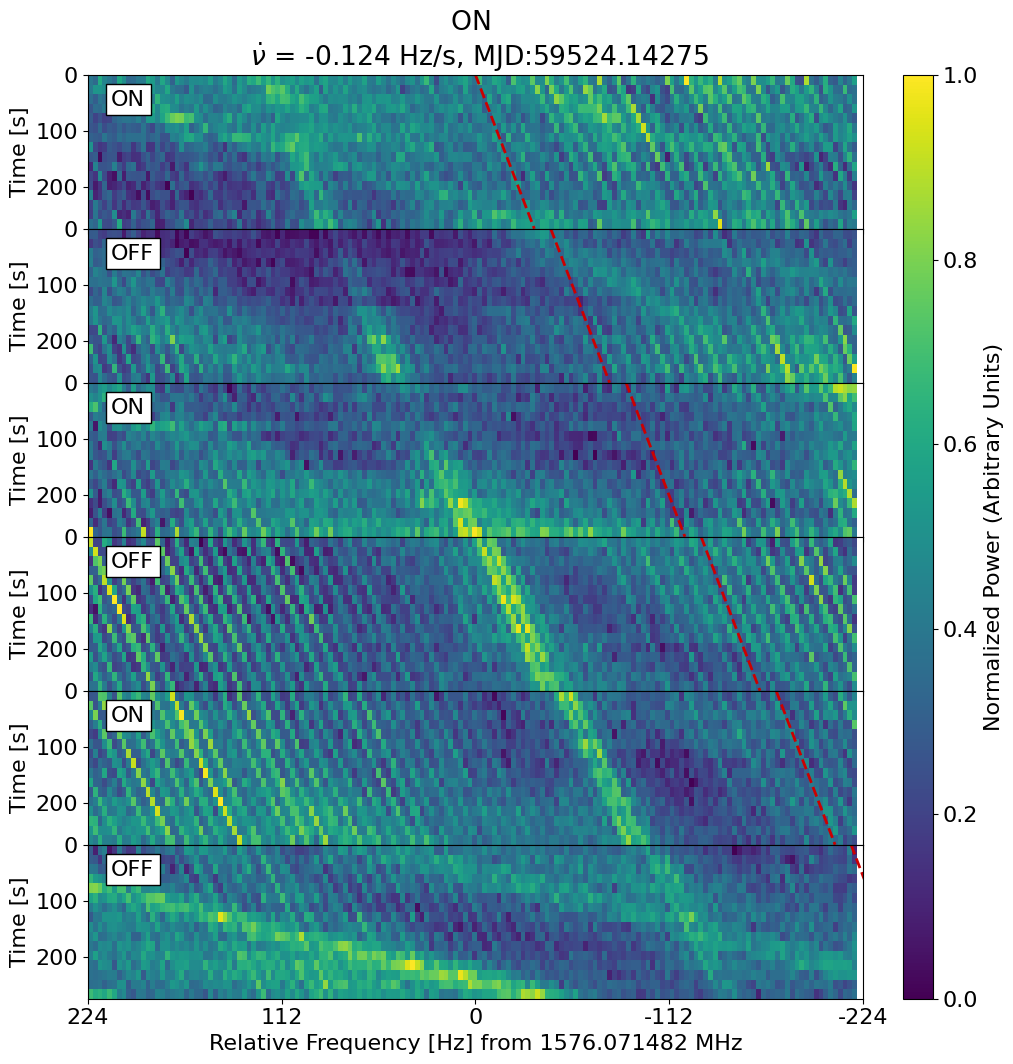 ON
ν̇ = -0.124 Hz/s, MJD:59524.14275
0
ON
100
200
Time [s]
0
OFF
100
200
Time [s]
0
ON
100
200
Time [s]
0
OFF
100
200
Time [s]
0
ON
100
200
Time [s]
0
OFF
100
200
Time [s]
224 112 0 -112 -224
Relative Frequency [Hz] from 1576.071482 MHz
1.0
0.8
0.6
0.4
0.2
0.0
Normalized Power (Arbitrary Units)